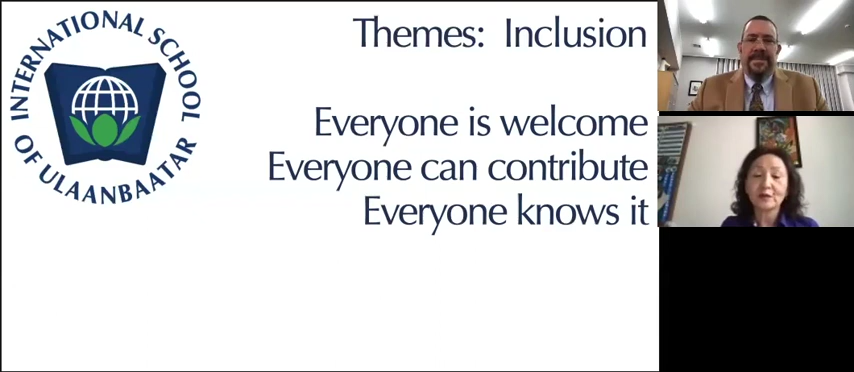 INTERNATIONAL SCHOOL
OF ULAANBAATAR
Themes:  Inclusion
Everyone is welcome
Everyone can contribute
Everyone knows it